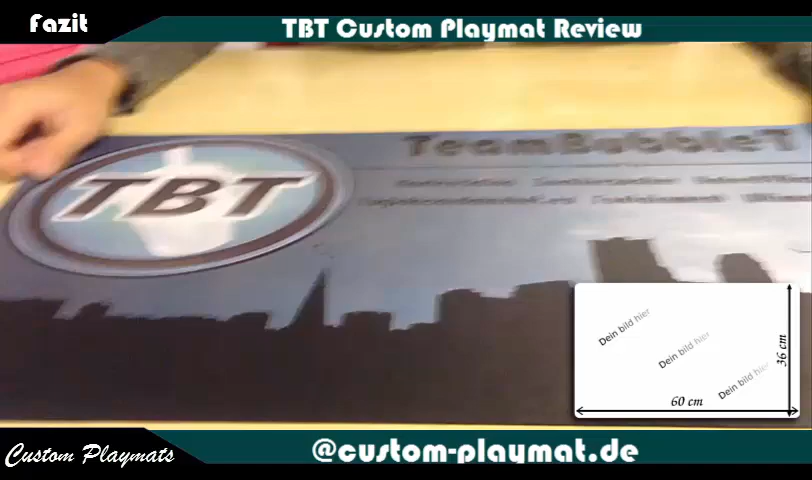 Fazit
TBT Custom Playmat Review
TeamBubbleT
TBT
Dein bild hier
Dein bild hier
Dein bild hier
36 cm
60 cm
Custom Playmats
@custom-playmat.de